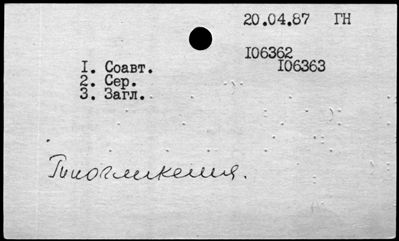 20.04.87 ГН
I06362
I06363
I. Соавт.
2. Сер.
3. Загл.